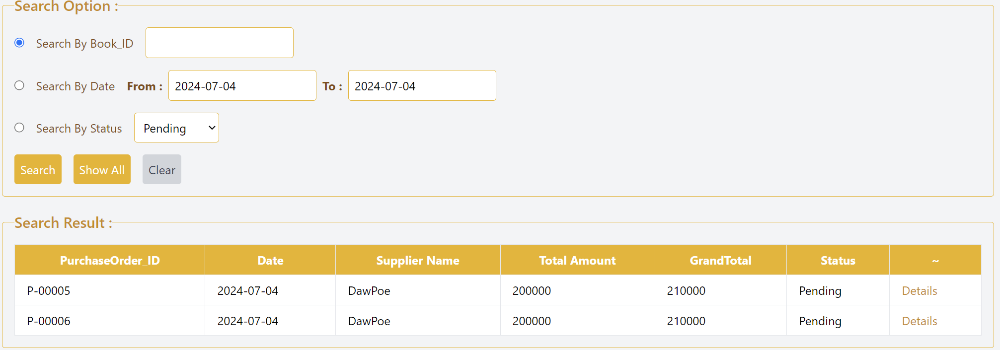 Search Option :
Search By Book_ID
Search By Date From : 2024-07-04 To : 2024-07-04
Search By Status Pending
Search Show All Clear
Search Result :
PurchaseOrder_ID Date Supplier Name Total Amount GrandTotal Status ~
P-00005 2024-07-04 DawPoe 200000 210000 Pending Details
P-00006 2024-07-04 DawPoe 200000 210000 Pending Details